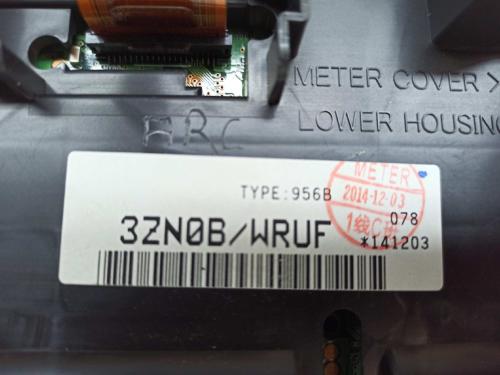 METER COVER >
LOWER HOUSING
ARC
METER
TYPE:956B
2014-12-03
078
3ZN0B/WRUF
*141203